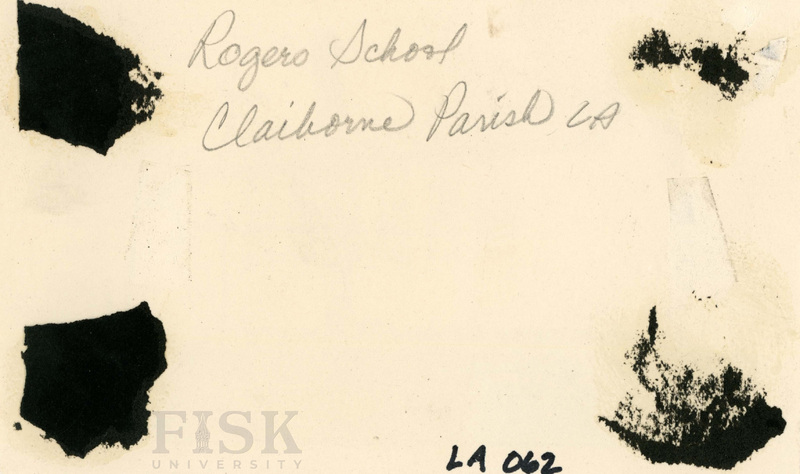 Rogers School
Claiborne Parish LA
FISK
UNIVERSITY
LA 062